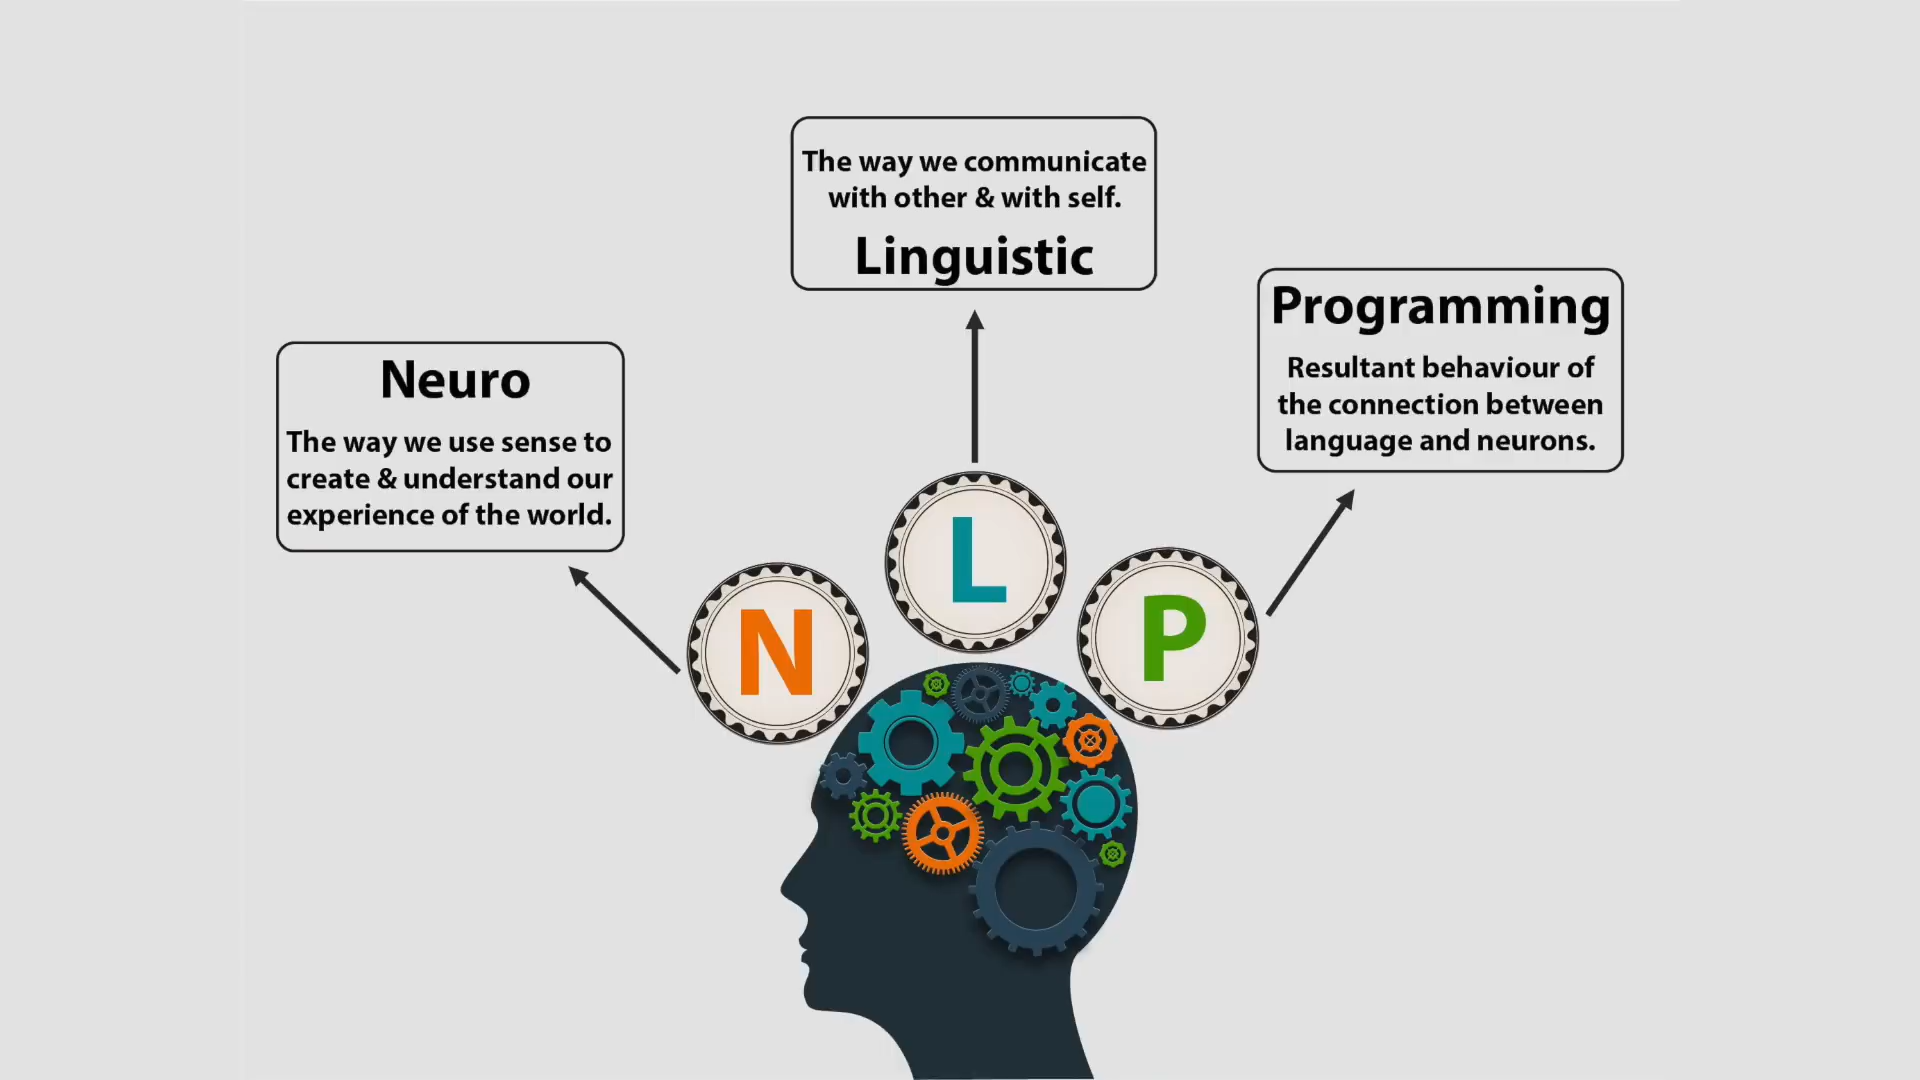 The way we communicate
with other & with self.
Linguistic
Programming
Resultant behaviour of
the connection between
language and neurons.
Neuro
The way we use sense to
create & understand our
experience of the world.
N
L
P